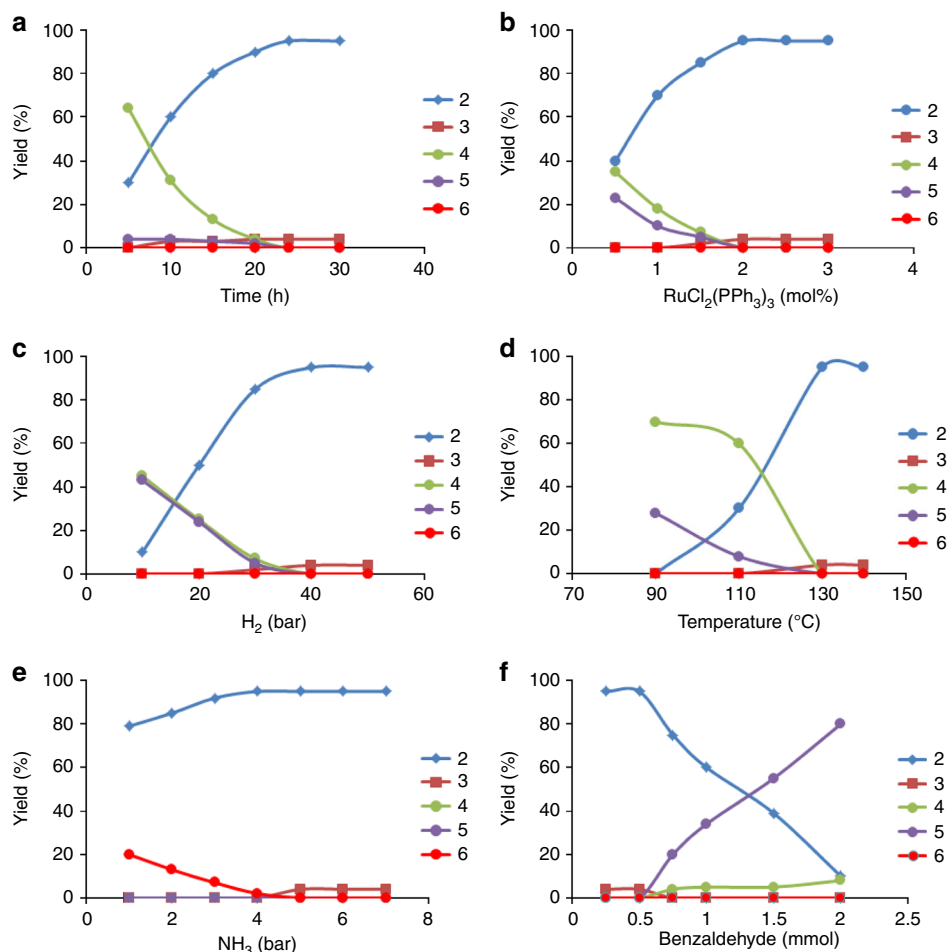 a
100
80
60
40
20
0
Yield (%)
0 10 20 30 40
Time (h)
2
3
4
5
6
b
100
80
60
40
20
0
Yield (%)
0 1 2 3 4
RuCl₂(PPh₃)₃ (mol%)
2
3
4
5
6
c
100
80
60
40
20
0
Yield (%)
0 20 40 60
H₂ (bar)
2
3
4
5
6
d
100
80
60
40
20
0
Yield (%)
70 90 110 130 150
Temperature (°C)
2
3
4
5
6
e
100
80
60
40
20
0
Yield (%)
0 2 4 6 8
NH₃ (bar)
2
3
4
5
6
f
100
80
60
40
20
0
Yield (%)
0 0.5 1 1.5 2 2.5
Benzaldehyde (mmol)
2
3
4
5
6